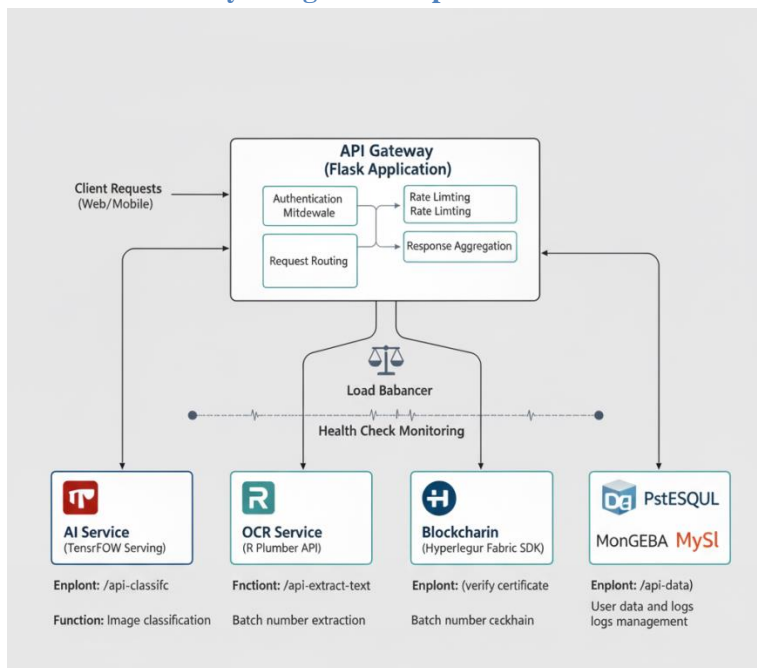 API Gateway
(Flask Application)
Client Requests
(Web/Mobile)
Authentication
Mitdewale
Rate Limting
Rate Limting
Request Routing
Response Aggregation
Load Babancer
Health Check Monitoring
AI Service
(TensrFOW Serving)
Enplont: /api-classifc
Function: Image classification
R
OCR Service
(R Plumber API)
Fnctiont: /api-extract-text
Batch number extraction
Blockcharin
(Hyperlegur Fabric SDK)
Enplont: (verify certificate
Batch number cckhain
PstESQUL
MonGEBA MySl
Enplont: /api-data)
User data and logs
logs management